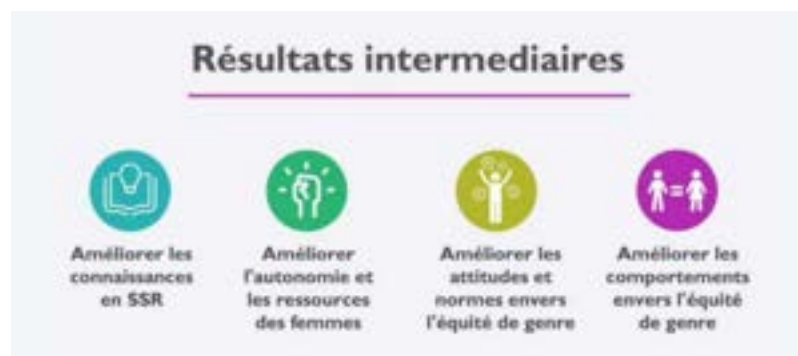 Résultats intermediaires
Améliorer les
connaissances
en SSR
Améliorer
l'autonomie et
les ressources
des femmes
Améliorer les
attitudes et
normes envers
l'équité de genre
Améliorer les
comportements
envers l'équité
de genre